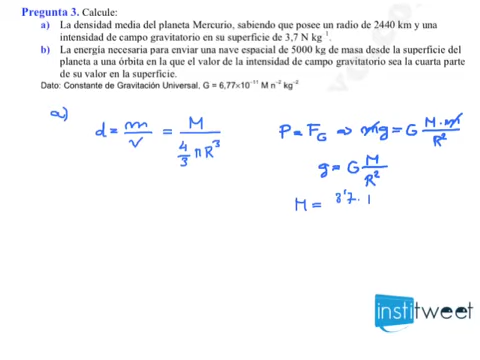 Pregunta 3. Calcule:
a) La densidad media del planeta Mercurio, sabiendo que posee un radio de 2440 km y una
intensidad de campo gravitatorio en su superficie de 3,7 N kg⁻¹.
b) La energía necesaria para enviar una nave espacial de 5000 kg de masa desde la superficie del
planeta a una órbita en la que el valor de la intensidad de campo gravitatorio sea la cuarta parte
de su valor en la superficie.
Dato: Constante de Gravitación Universal, G = 6,77×10⁻¹¹ M n⁻² kg⁻²
a) d = m/V = M/(4/3 π R³)
P = F_G ⇒ mg = G M·m/R²
g = G M/R²
M = 3'7·1
institweet